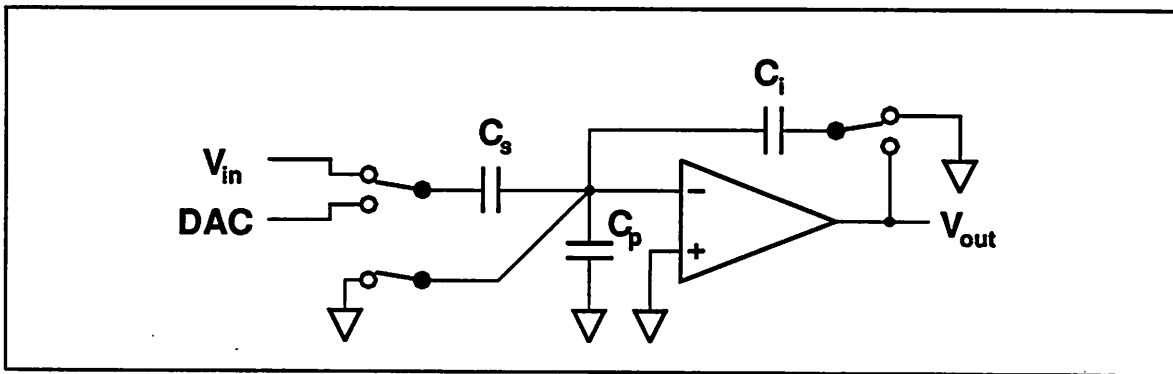 C_i
C_s
V_in
DAC
C_p
−
+
V_out